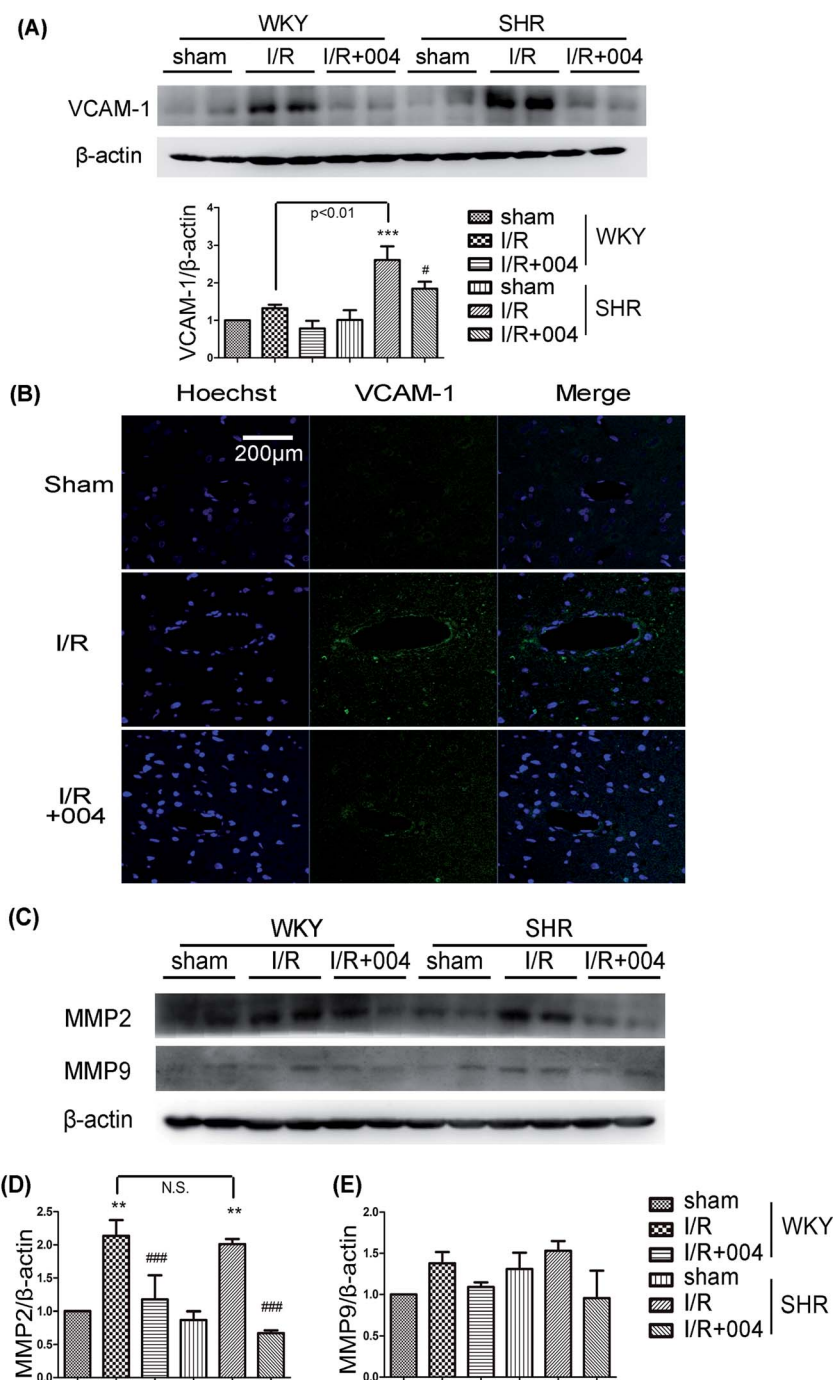 (A)
WKY SHR
sham I/R I/R+004 sham I/R I/R+004
VCAM-1
β-actin
VCAM-1/β-actin
4
3
2
1
0
p<0.01
***
#
sham
I/R
I/R+004
WKY
sham
I/R
I/R+004
SHR
(B)
Hoechst VCAM-1 Merge
200μm
Sham
I/R
I/R
+004
(C)
WKY SHR
sham I/R I/R+004 sham I/R I/R+004
MMP2
MMP9
β-actin
(D)
MMP2/β-actin
2.5
2.0
1.5
1.0
0.5
0.0
N.S.
**
###
**
###
(E)
MMP9/β-actin
2.0
1.5
1.0
0.5
0.0
sham
I/R
I/R+004
WKY
sham
I/R
I/R+004
SHR